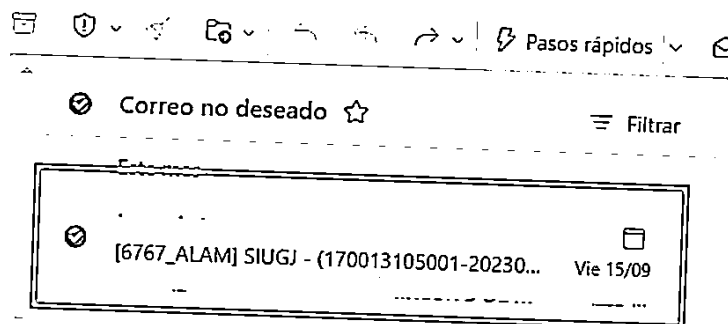 Pasos rápidos
Correo no deseado
Filtrar
[6767_ALAM] SIUGJ - (170013105001-20230...
Vie 15/09